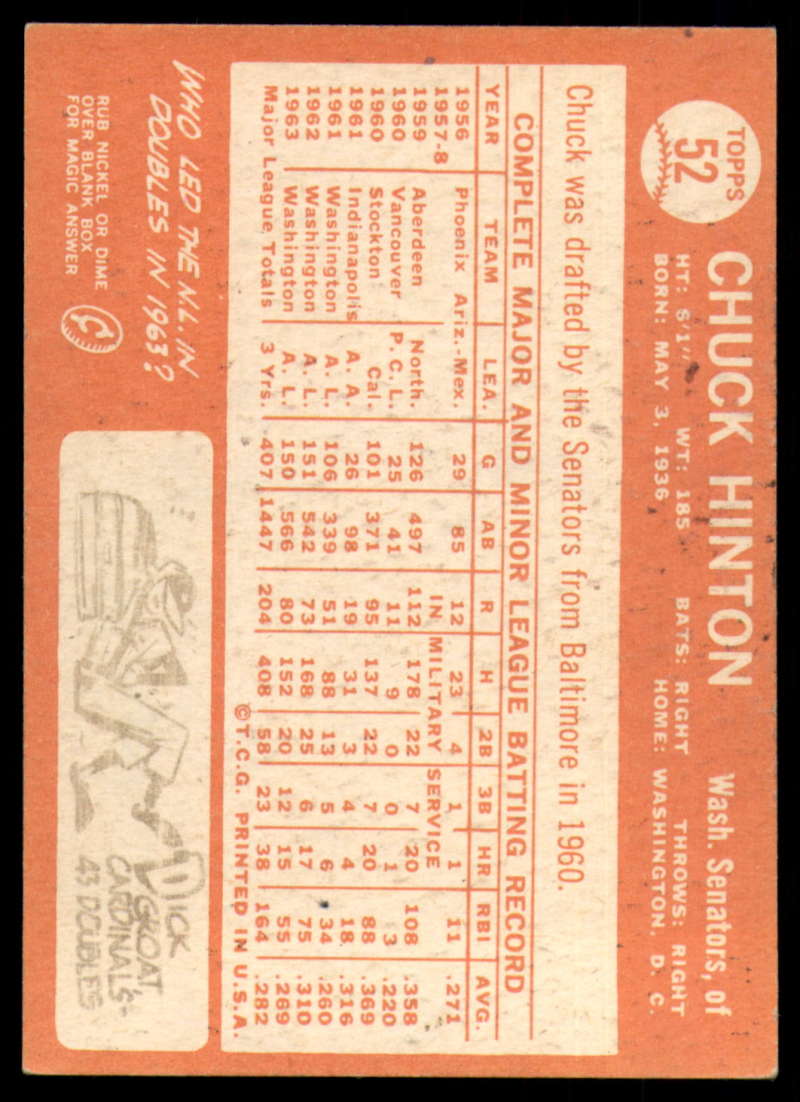 TOPPS
52
CHUCK HINTON
Wash. Senators, of
HT: 6/1" WT: 185 BATS: RIGHT THROWS: RIGHT
BORN: MAY 3, 1936 HOME: WASHINGTON, D. C.
Chuck was drafted by the Senators from Baltimore in 1960.
COMPLETE MAJOR AND MINOR LEAGUE BATTING RECORD
YEAR TEAM LEA. G AB R H 2B 3B HR RBI AVG.
1956 Phoenix Ariz.-Mex. 29 85 12 23 4 1 1 11 .271
1957-8 IN MILITARY SERVICE
1959 Aberdeen North. 126 497 112 178 22 7 20 108 .358
1960 Vancouver P. C. L. 25 41 11 9 0 0 1 3 .220
1960 Stockton Cal. 101 371 95 137 22 7 20 88 .369
1961 Indianapolis A. A. 26 98 19 31 3 4 4 18 .316
1961 Washington A. L. 106 339 51 88 13 5 6 34 .260
1962 Washington A. L. 151 542 73 168 25 6 17 75 .310
1963 Washington A. L. 150 566 80 152 20 12 15 55 .269
Major League Totals 3 Yrs. 407 1447 204 408 58 23 38 164 .282
©T.C.G. PRINTED IN U.S.A.
WHO LED THE N.L. IN
DOUBLES IN 1963?
RUB NICKEL OR DIME
OVER BLANK BOX
FOR MAGIC ANSWER
C
DICK
GROAT
CARDINALS-
43 DOUBLES